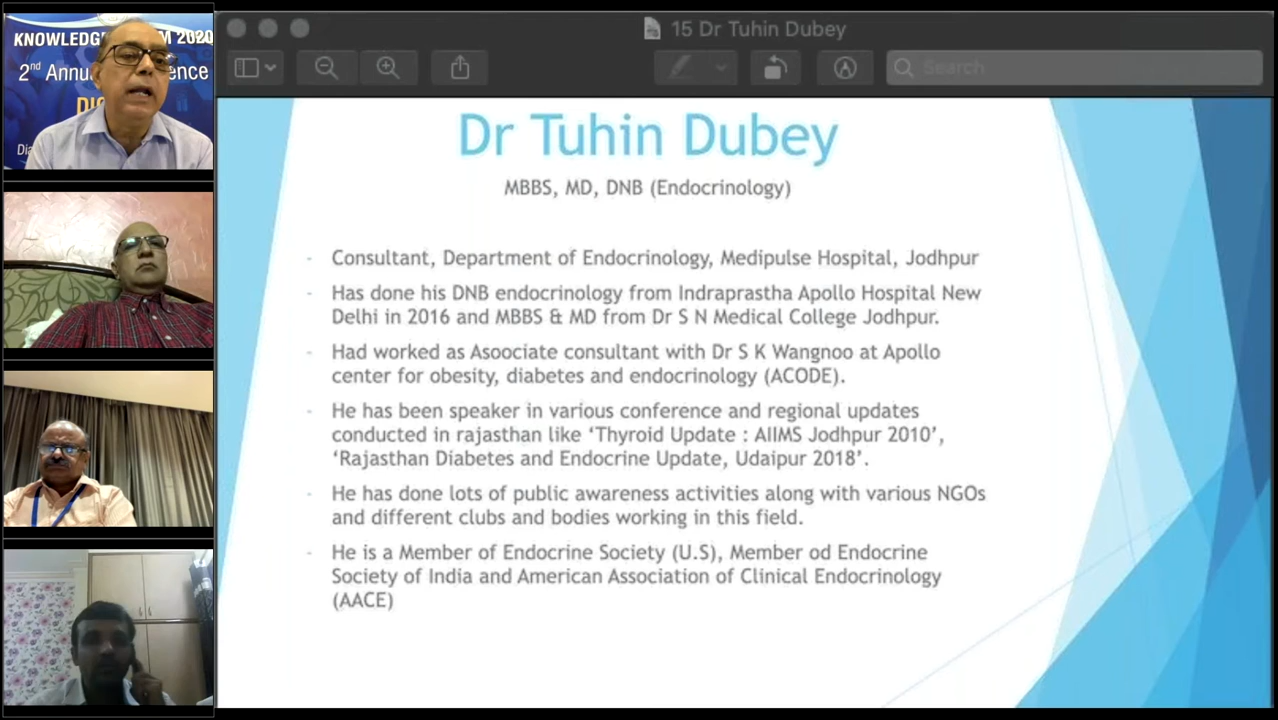 KNOWLEDGE
2020
2nd Annu
ence
15 Dr Tuhin Dubey
Search
Dr Tuhin Dubey
MBBS, MD, DNB (Endocrinology)
- Consultant, Department of Endocrinology, Medipulse Hospital, Jodhpur
- Has done his DNB endocrinology from Indraprastha Apollo Hospital New
Delhi in 2016 and MBBS & MD from Dr S N Medical College Jodhpur.
- Had worked as Asoociate consultant with Dr S K Wangnoo at Apollo
center for obesity, diabetes and endocrinology (ACODE).
- He has been speaker in various conference and regional updates
conducted in rajasthan like ‘Thyroid Update : AIIMS Jodhpur 2010’,
‘Rajasthan Diabetes and Endocrine Update, Udaipur 2018’.
- He has done lots of public awareness activities along with various NGOs
and different clubs and bodies working in this field.
- He is a Member of Endocrine Society (U.S), Member od Endocrine
Society of India and American Association of Clinical Endocrinology
(AACE)